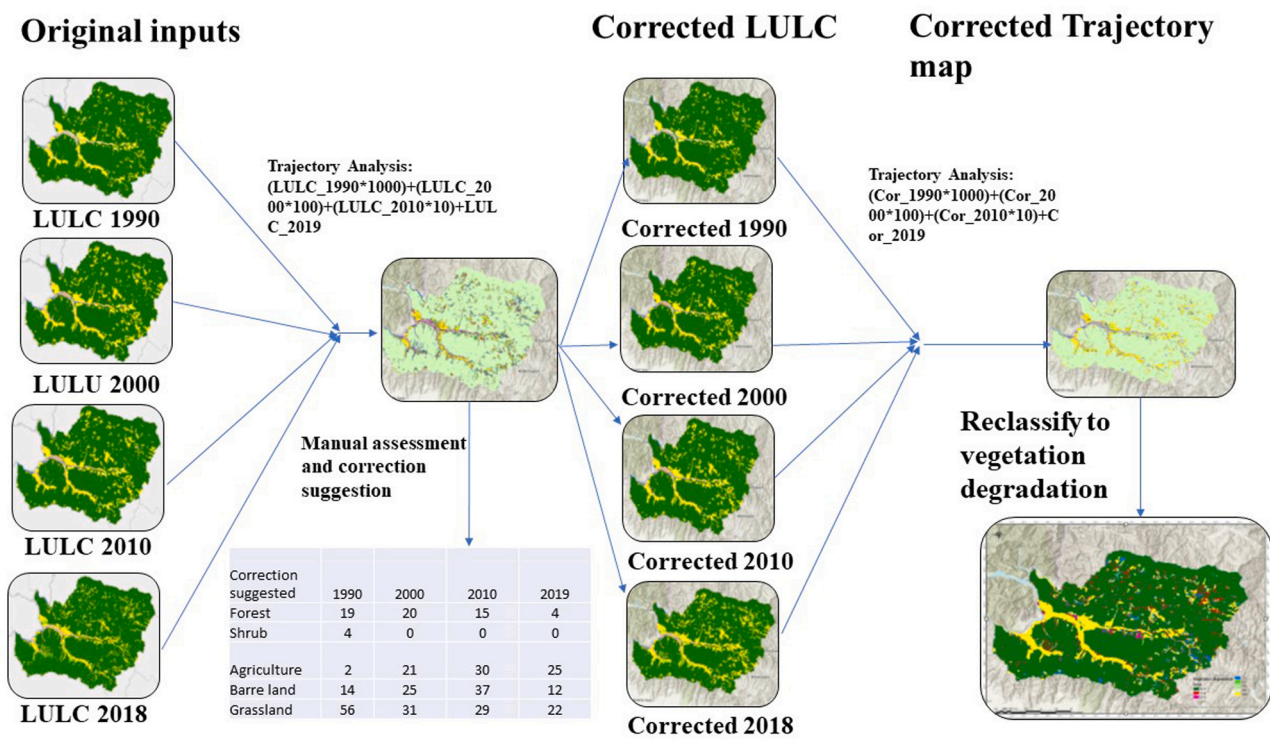 Original inputs
LULC 1990
LULU 2000
LULC 2010
LULC 2018
Trajectory Analysis:
(LULC_1990*1000)+(LULC_20
00*100)+(LULC_2010*10)+LUL
C_2019
Manual assessment
and correction
suggestion
Correction
suggested 1990 2000 2010 2019
Forest 19 20 15 4
Shrub 4 0 0 0
Agriculture 2 21 30 25
Barre land 14 25 37 12
Grassland 56 31 29 22
Corrected LULC
Corrected 1990
Corrected 2000
Corrected 2010
Corrected 2018
Corrected Trajectory
map
Trajectory Analysis:
(Cor_1990*1000)+(Cor_20
00*100)+(Cor_2010*10)+C
or_2019
Reclassify to
vegetation
degradation